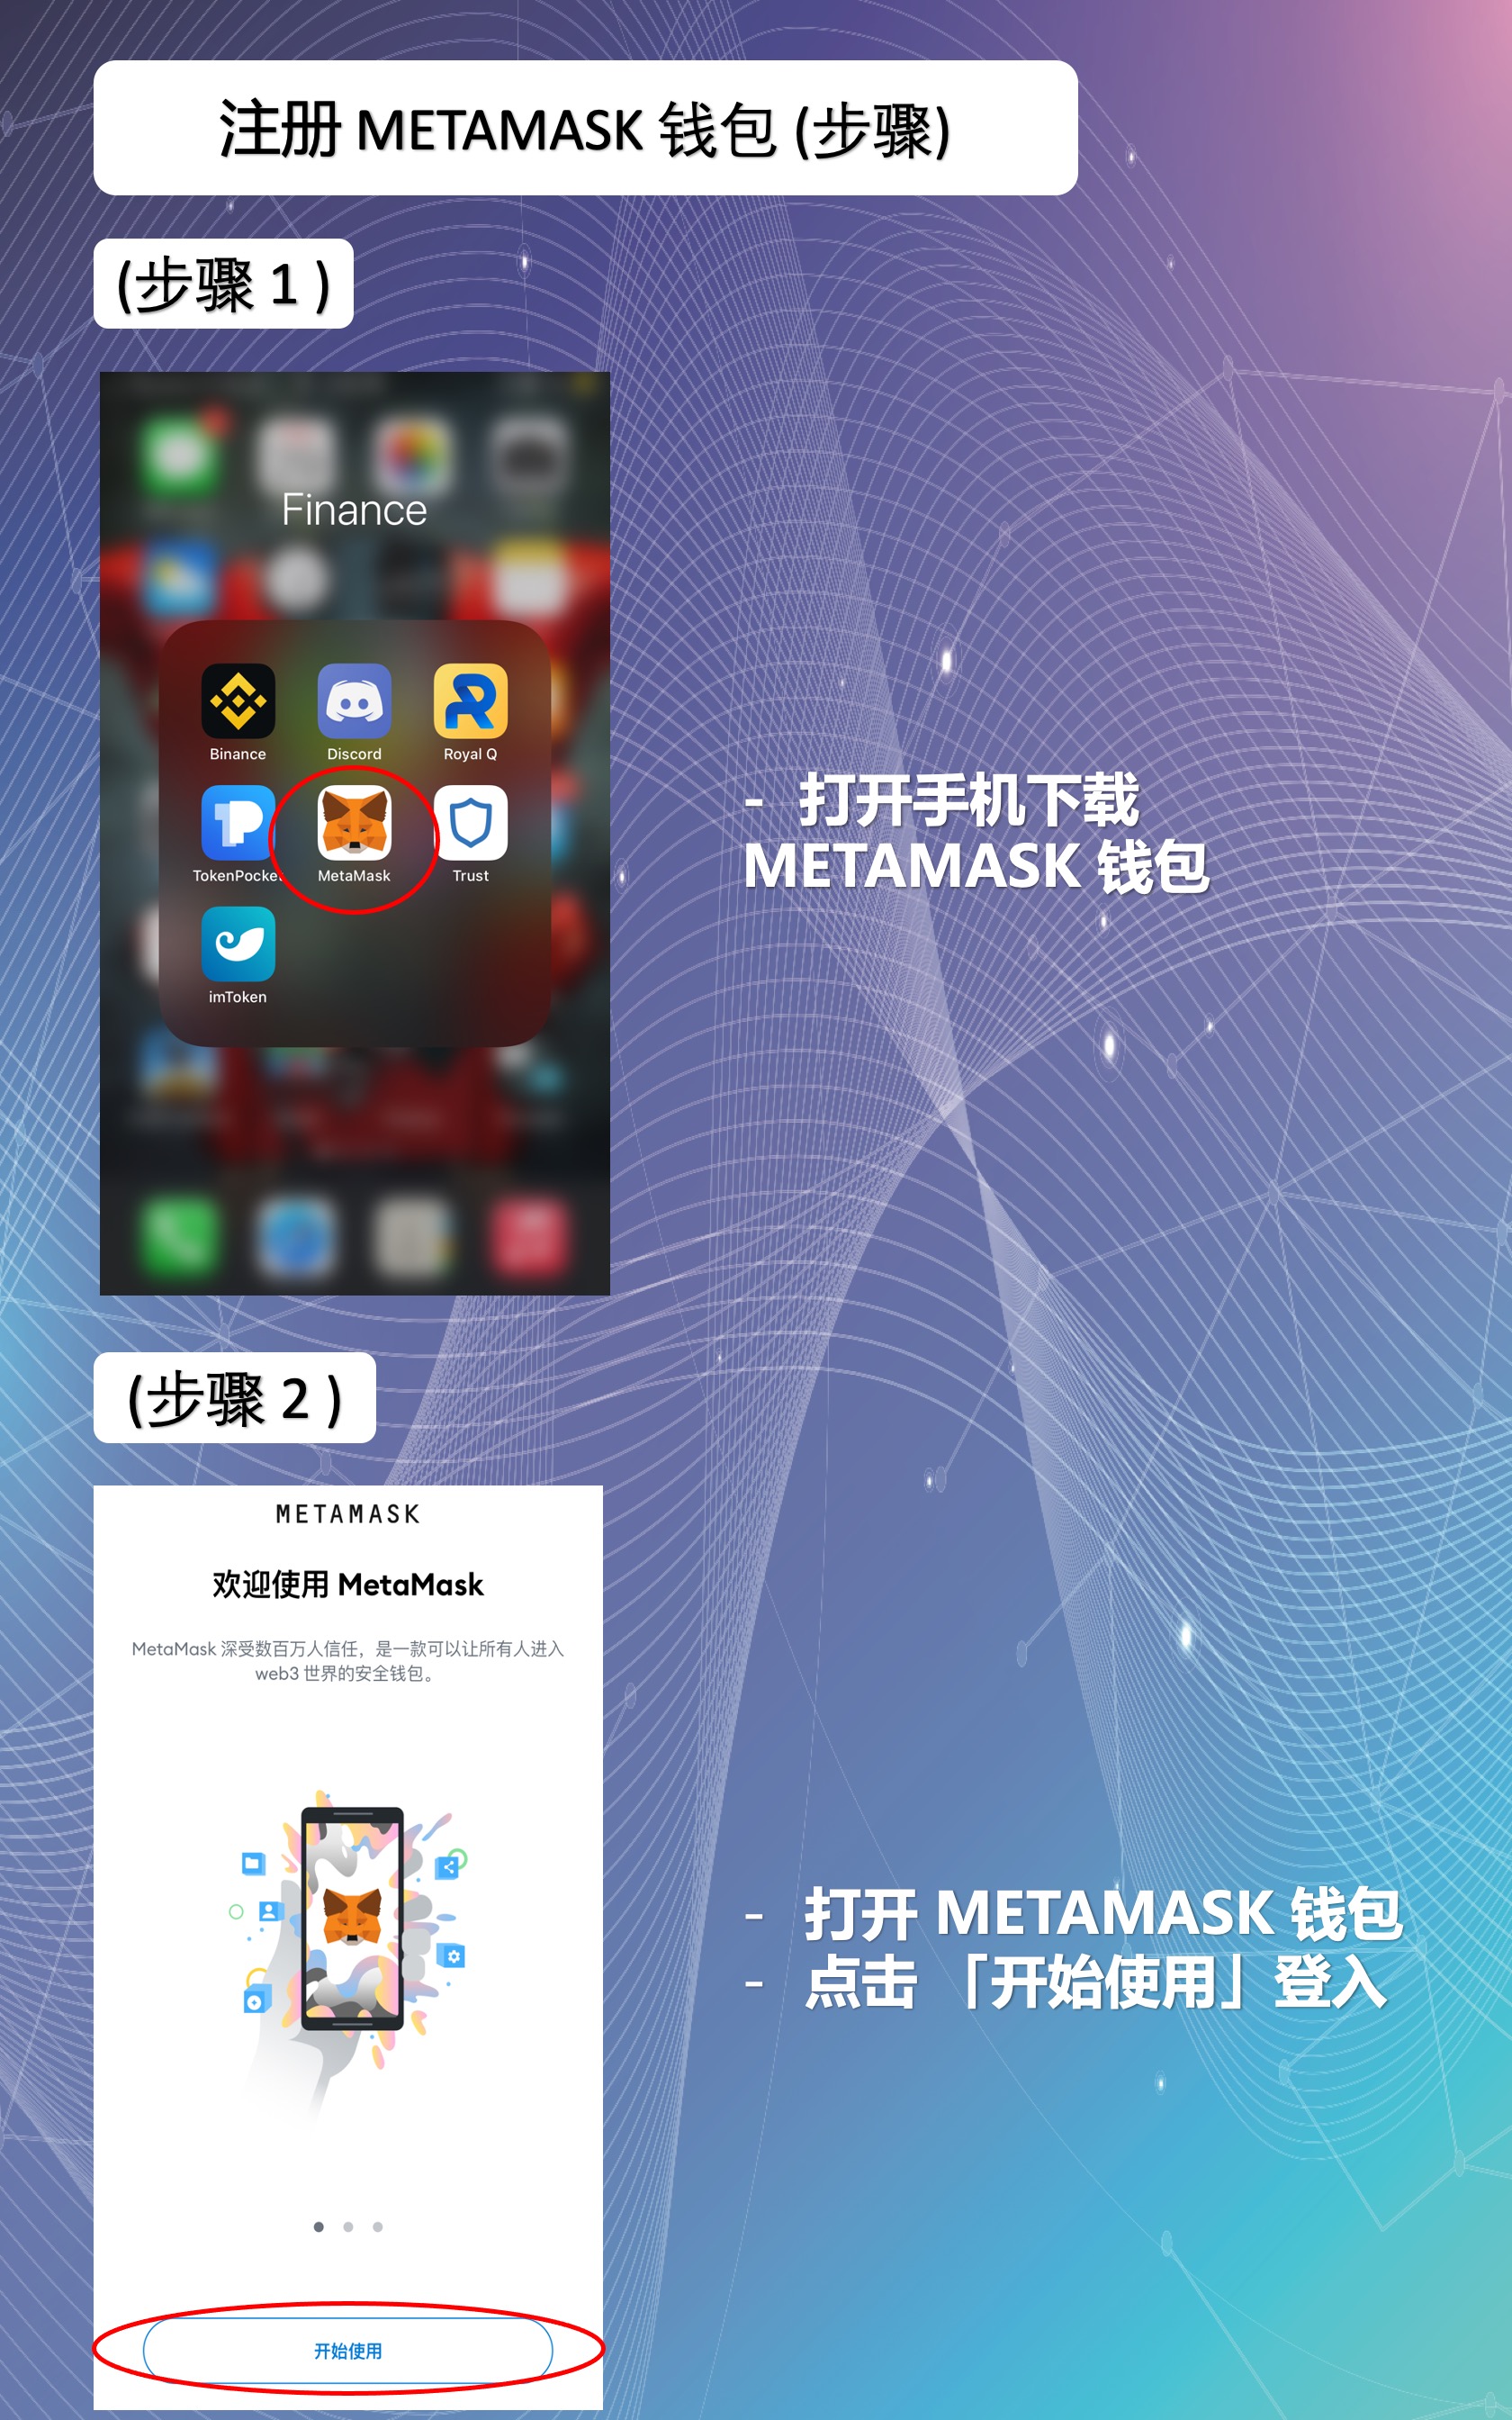 注册 METAMASK 钱包 (步骤)
(步骤 1 )
Finance
Binance
Discord
Royal Q
TokenPocket
MetaMask
Trust
imToken
- 打开手机下载
METAMASK 钱包
(步骤 2 )
METAMASK
欢迎使用 MetaMask
MetaMask 深受数百万人信任，是一款可以让所有人进入
web3 世界的安全钱包。
- 打开 METAMASK 钱包
- 点击 「开始使用」登入
开始使用